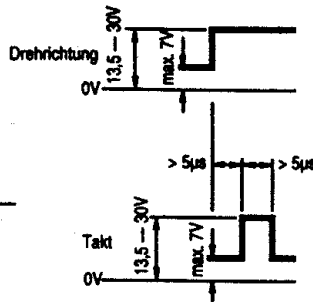 13,5 — 30V
max. 7V
Drehrichtung
0V
> 5µs
> 5µs
13,5 — 30V
max. 7V
Takt
0V